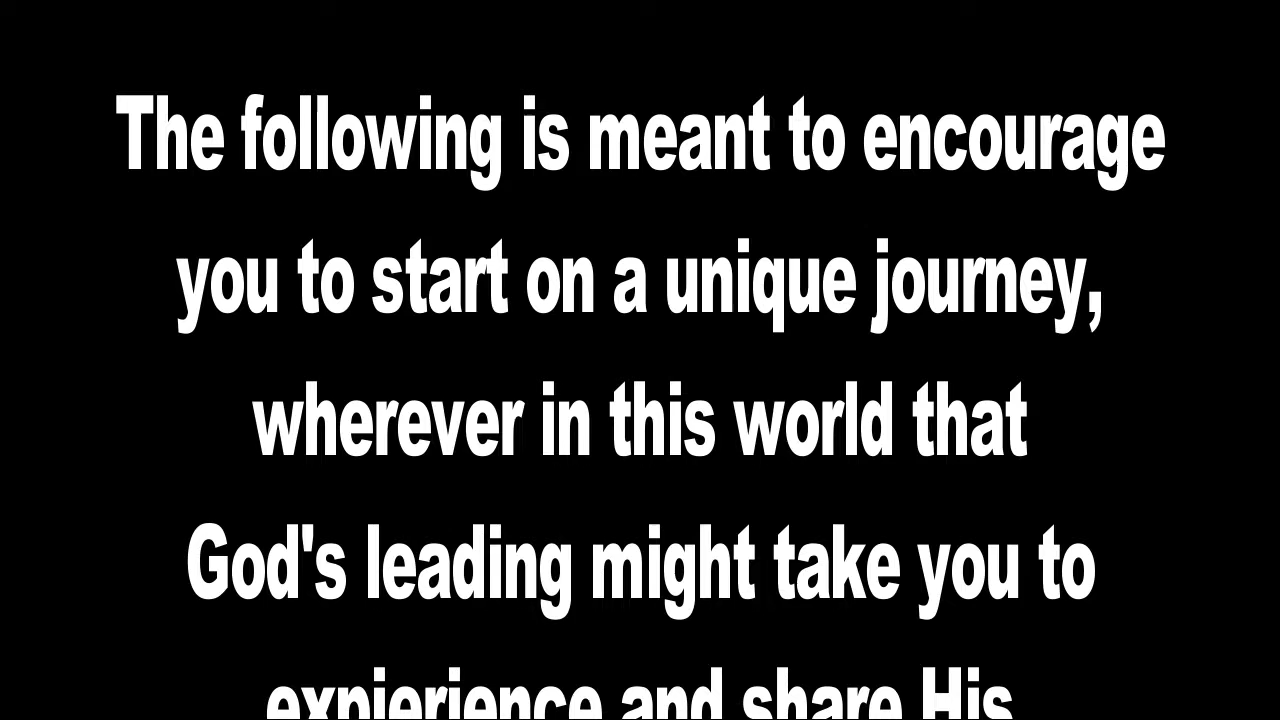 The following is meant to encourage
you to start on a unique journey,
wherever in this world that
God's leading might take you to
expierience and share His